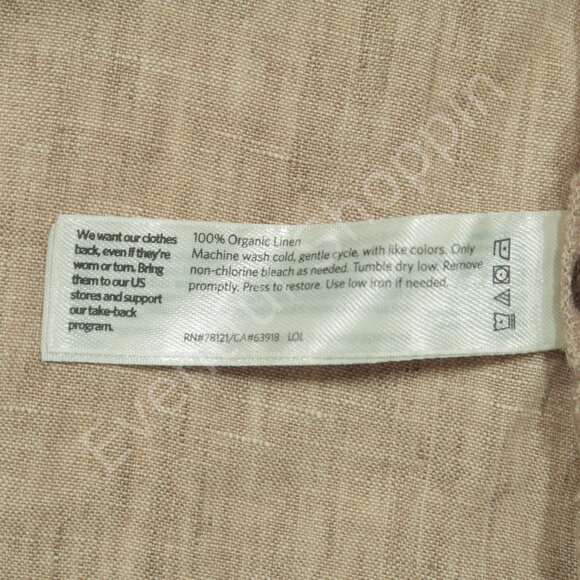 We want our clothes
back, even if they're
worn or torn. Bring
them to our US
stores and support
our take-back
program.
100% Organic Linen
Machine wash cold, gentle cycle, with like colors. Only
non-chlorine bleach as needed. Tumble dry low. Remove
promptly. Press to restore. Use low iron if needed.
RN#78121/CA#63918 LOL